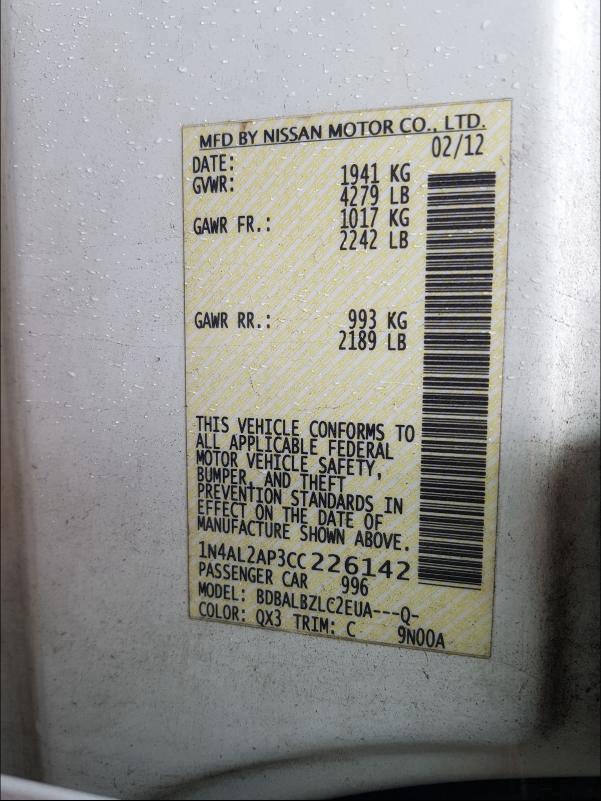 MFD BY NISSAN MOTOR CO., LTD.
DATE: 02/12
GVWR: 1941 KG
4279 LB
GAWR FR.: 1017 KG
2242 LB
GAWR RR.: 993 KG
2189 LB
THIS VEHICLE CONFORMS TO
ALL APPLICABLE FEDERAL
MOTOR VEHICLE SAFETY,
BUMPER, AND THEFT
PREVENTION STANDARDS IN
EFFECT ON THE DATE OF
MANUFACTURE SHOWN ABOVE.
1N4AL2AP3CC226142
PASSENGER CAR 996
MODEL: BDBALBZLC2EUA---Q-
COLOR: QX3 TRIM: C 9N00A